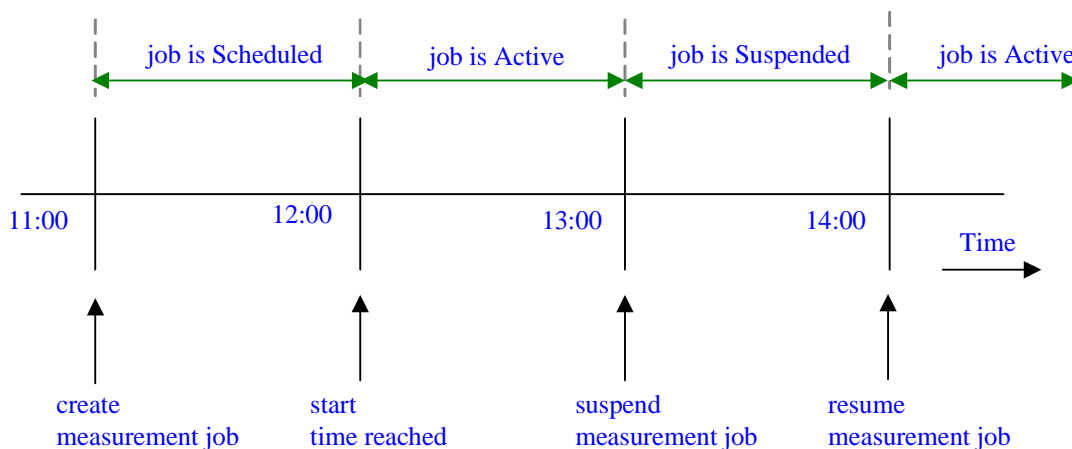 job is Scheduled
job is Active
job is Suspended
job is Active
11:00
12:00
13:00
14:00
Time
create
measurement job
start
time reached
suspend
measurement job
resume
measurement job